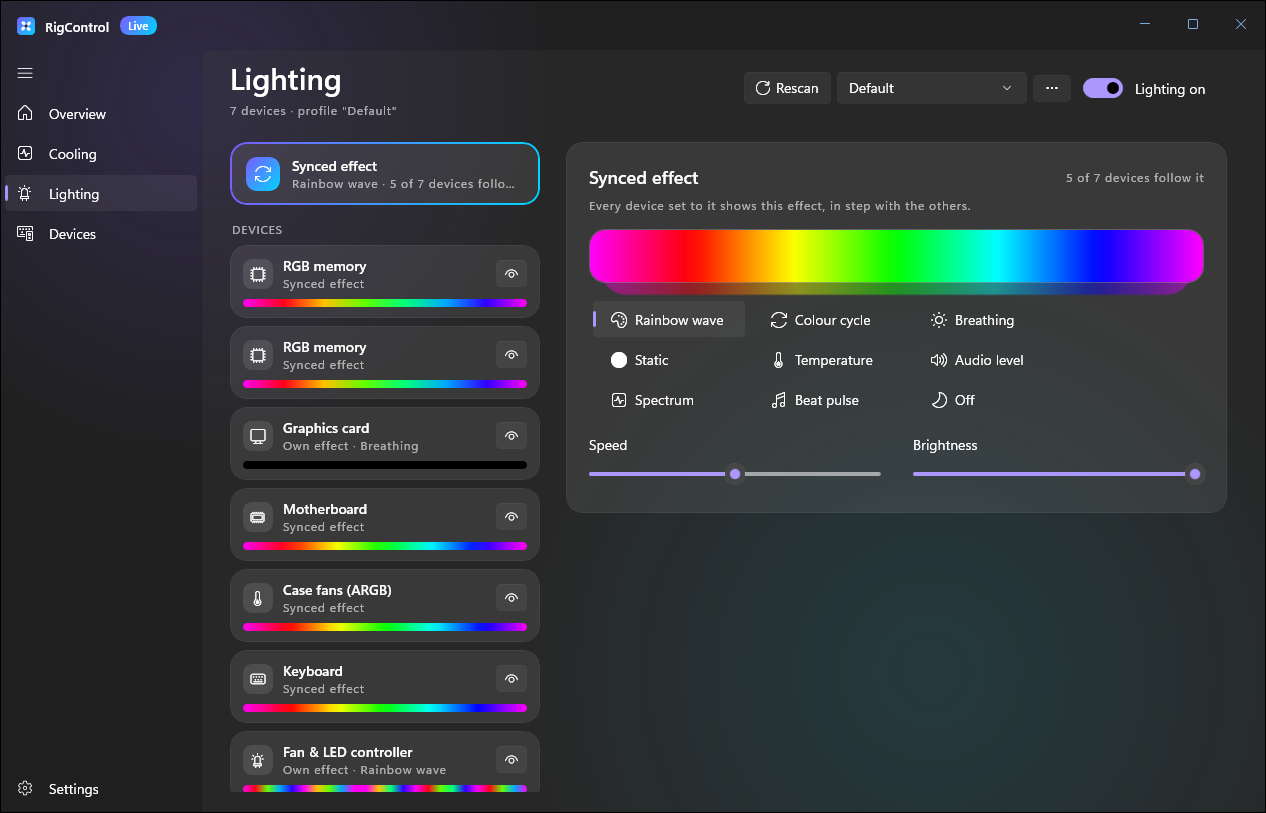 RigControl Live
Overview
Cooling
Lighting
Devices
Settings
Lighting
7 devices · profile "Default"
Rescan
Default
Lighting on
Synced effect
Rainbow wave · 5 of 7 devices follo...
DEVICES
RGB memory
Synced effect
RGB memory
Synced effect
Graphics card
Own effect · Breathing
Motherboard
Synced effect
Case fans (ARGB)
Synced effect
Keyboard
Synced effect
Fan & LED controller
Own effect · Rainbow wave
Synced effect
5 of 7 devices follow it
Every device set to it shows this effect, in step with the others.
Rainbow wave
Colour cycle
Breathing
Static
Temperature
Audio level
Spectrum
Beat pulse
Off
Speed
Brightness